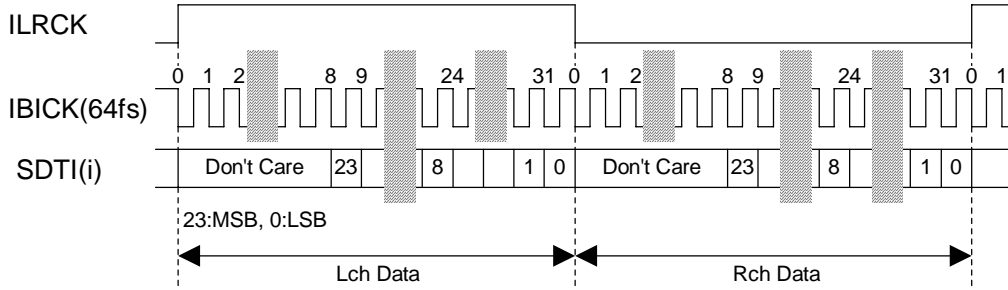 ILRCK
0 1 2 8 9 24 31 0 1 2 8 9 24 31 0 1
IBICK(64fs)
SDTI(i) Don't Care 23 8 1 0 Don't Care 23 8 1 0
23:MSB, 0:LSB
Lch Data Rch Data